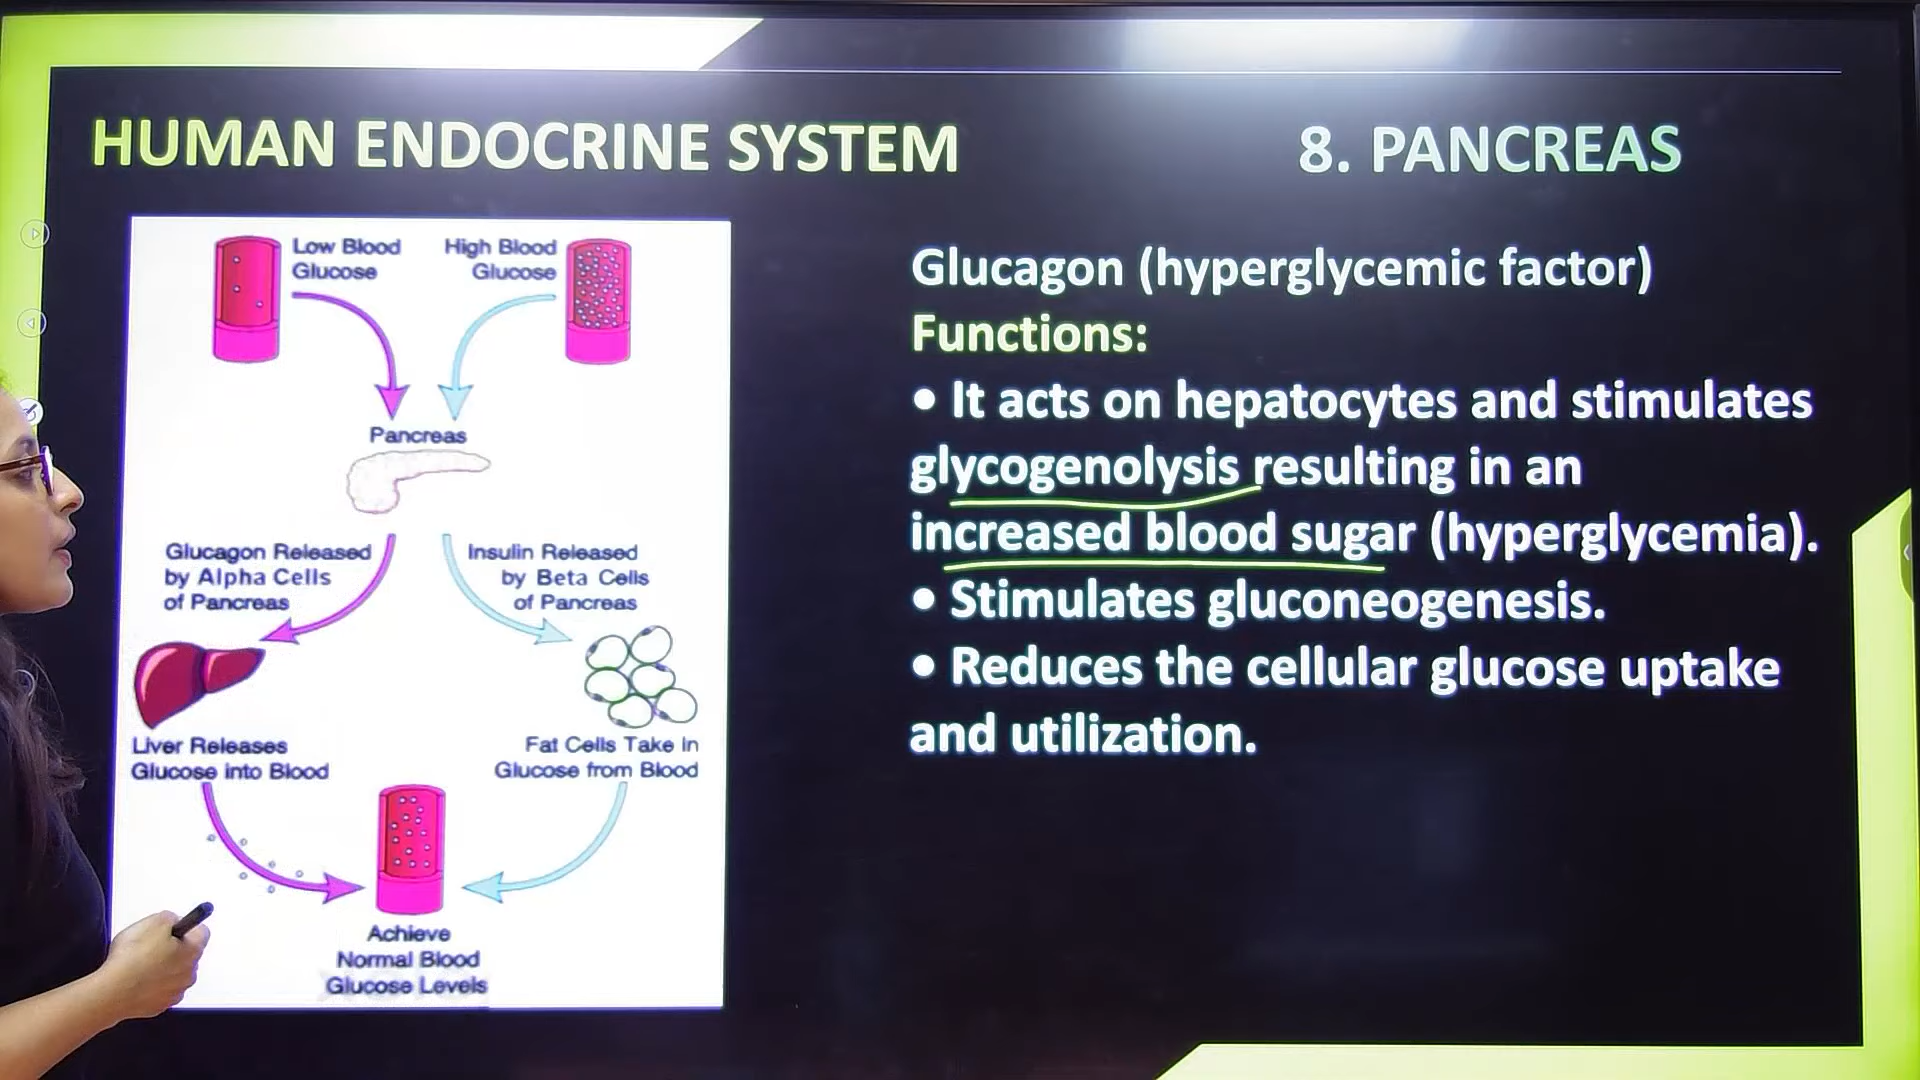 HUMAN ENDOCRINE SYSTEM
8. PANCREAS
Low Blood
Glucose
High Blood
Glucose
Pancreas
Glucagon Released
by Alpha Cells
of Pancreas
Insulin Released
by Beta Cells
of Pancreas
Liver Releases
Glucose into Blood
Fat Cells Take In
Glucose from Blood
Achieve
Normal Blood
Glucose Levels
Glucagon (hyperglycemic factor)
Functions:
• It acts on hepatocytes and stimulates
glycogenolysis resulting in an
increased blood sugar (hyperglycemia).
• Stimulates gluconeogenesis.
• Reduces the cellular glucose uptake
and utilization.